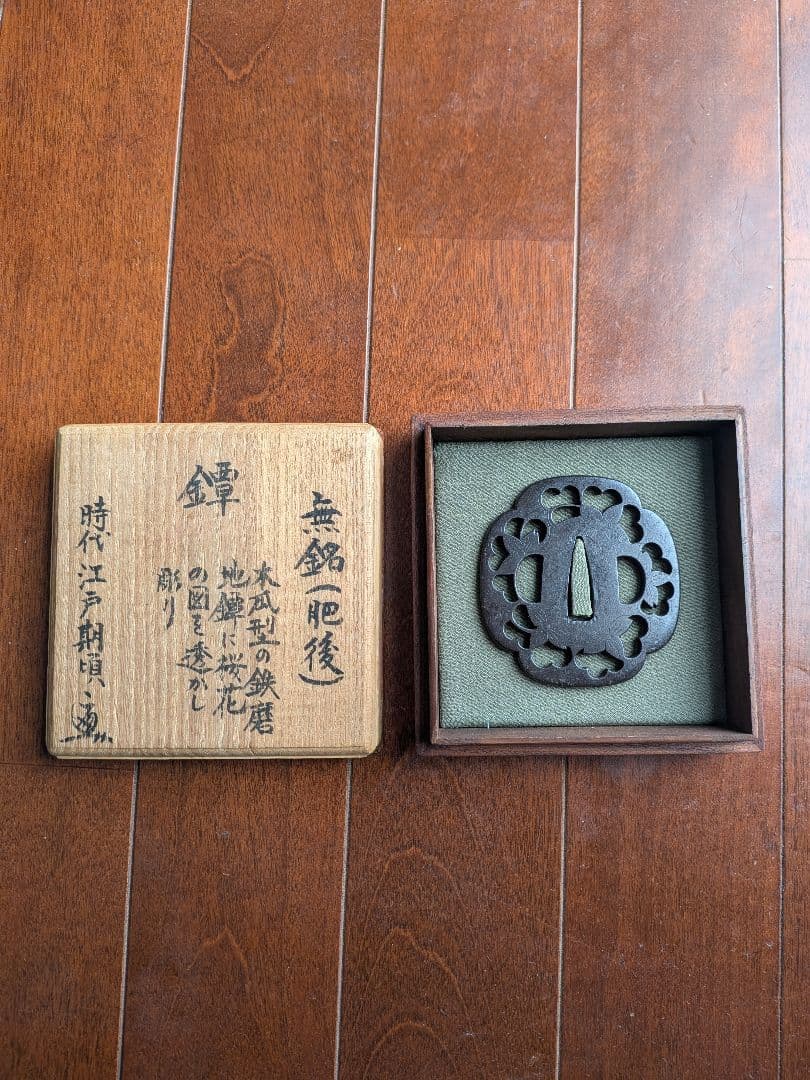 鐔
無銘（肥後）
木瓜型の鉄磨
地鐔に桜花
の図を透かし
彫り
時代江戸期頃